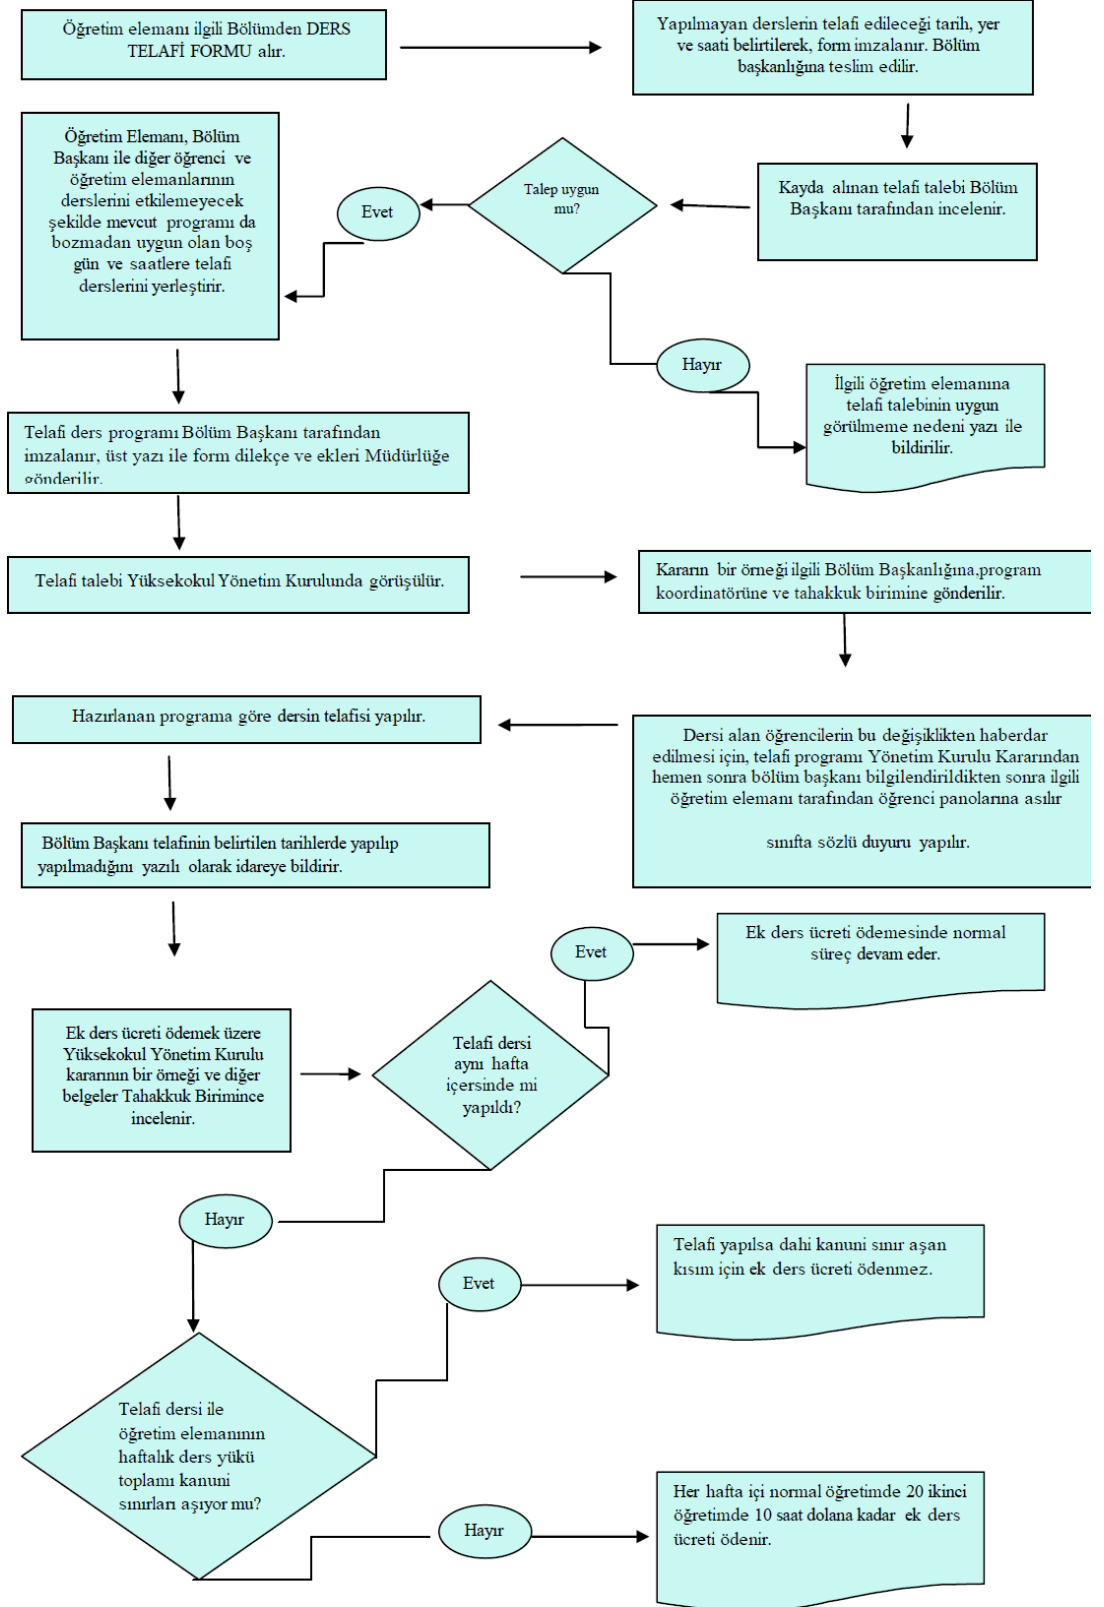 Öğretim elemanı ilgili Bölümden DERS
TELAFİ FORMU alır.
Yapılmayan derslerin telafi edileceği tarih, yer
ve saati belirtilerek, form imzalanır. Bölüm
başkanlığına teslim edilir.
Kayda alınan telafi talebi Bölüm
Başkanı tarafından incelenir.
Talep uygun
mu?
Evet
Öğretim Elemanı, Bölüm
Başkanı ile diğer öğrenci ve
öğretim elemanlarının
derslerini etkilemeyecek
şekilde mevcut programı da
bozmadan uygun olan boş
gün ve saatlere telafi
derslerini yerleştirir.
Hayır
İlgili öğretim elemanına
telafi talebinin uygun
görülmeme nedeni yazı ile
bildirilir.
Telafi ders programı Bölüm Başkanı tarafından
imzalanır, üst yazı ile form dilekçe ve ekleri Müdürlüğe
gönderilir.
Telafi talebi Yüksekokul Yönetim Kurulunda görüşülür.
Kararın bir örneği ilgili Bölüm Başkanlığına,program
koordinatörüne ve tahakkuk birimine gönderilir.
Dersi alan öğrencilerin bu değişiklikten haberdar
edilmesi için, telafi programı Yönetim Kurulu Kararından
hemen sonra bölüm başkanı bilgilendirildikten sonra ilgili
öğretim elemanı tarafından öğrenci panolarına asılır
sınıfta sözlü duyuru yapılır.
Hazırlanan programa göre dersin telafisi yapılır.
Bölüm Başkanı telafinin belirtilen tarihlerde yapılıp
yapılmadığını yazılı olarak idareye bildirir.
Ek ders ücreti ödemek üzere
Yüksekokul Yönetim Kurulu
kararının bir örneği ve diğer
belgeler Tahakkuk Birimince
incelenir.
Telafi dersi
aynı hafta
içersinde mi
yapıldı?
Evet
Ek ders ücreti ödemesinde normal
süreç devam eder.
Hayır
Telafi dersi ile
öğretim elemanının
haftalık ders yükü
toplamı kanuni
sınırları aşıyor mu?
Evet
Telafi yapılsa dahi kanuni sınır aşan
kısım için ek ders ücreti ödenmez.
Hayır
Her hafta içi normal öğretimde 20 ikinci
öğretimde 10 saat dolana kadar ek ders
ücreti ödenir.